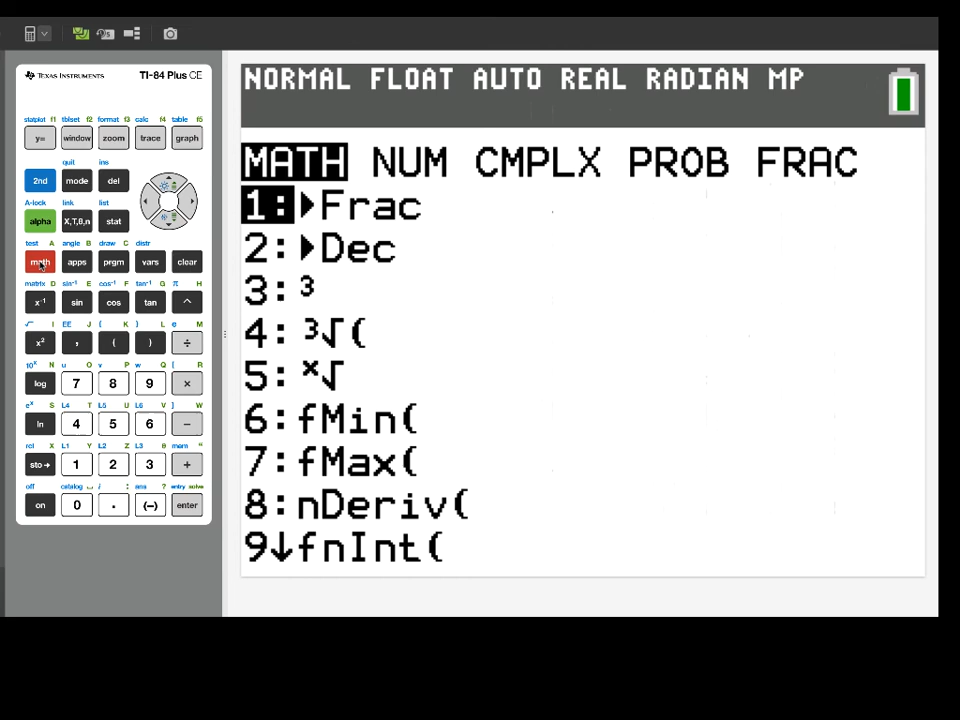 TEXAS INSTRUMENTS TI-84 Plus CE
statplot f1 tblset f2 format f3 calc f4 table f5
y= window zoom trace graph
quit ins
2nd mode del
A-lock link list
alpha X,T,θ,n stat
test A angle B draw C distr
math apps prgm vars clear
matrix D sin⁻¹ E cos⁻¹ F tan⁻¹ G π H
x⁻¹ sin cos tan ^
√ I EE J { K } L e M
x² , ( ) ÷
10ˣ N u O v P w Q [ R
log 7 8 9 ×
eˣ S L4 T L5 U L6 V ] W
ln 4 5 6 −
rcl X L1 Y L2 Z L3 θ mem "
sto→ 1 2 3 +
off catalog i : ans ? entry solve
on 0 . (−) enter
NORMAL FLOAT AUTO REAL RADIAN MP
MATH NUM CMPLX PROB FRAC
1:▶Frac
2:▶Dec
3:³
4:³√(
5:ˣ√
6:fMin(
7:fMax(
8:nDeriv(
9↓fnInt(